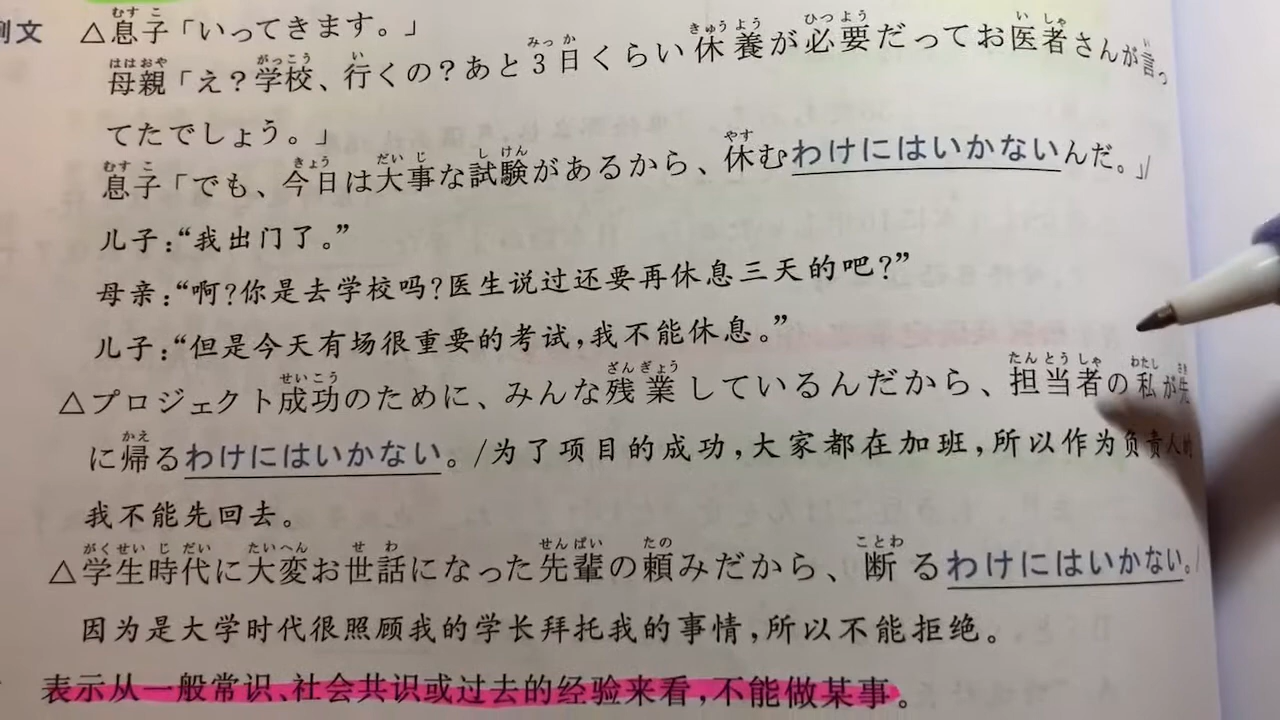 例文 △息子「いってきます。」
母親「え？学校、行くの？あと3日くらい休養が必要だってお医者さんが言っ
てたでしょう。」
息子「でも、今日は大事な試験があるから、休むわけにはいかないんだ。」/
儿子:“我出门了。”
母亲:“啊?你是去学校吗?医生说过还要再休息三天的吧?”
儿子:“但是今天有场很重要的考试,我不能休息。”
△プロジェクト成功のために、みんな残業しているんだから、担当者の私が先
に帰るわけにはいかない。/为了项目的成功,大家都在加班,所以作为负责人的
我不能先回去。
△学生時代に大変お世話になった先輩の頼みだから、断るわけにはいかない。/
因为是大学时代很照顾我的学长拜托我的事情,所以不能拒绝。
表示从一般常识、社会共识或过去的经验来看,不能做某事。